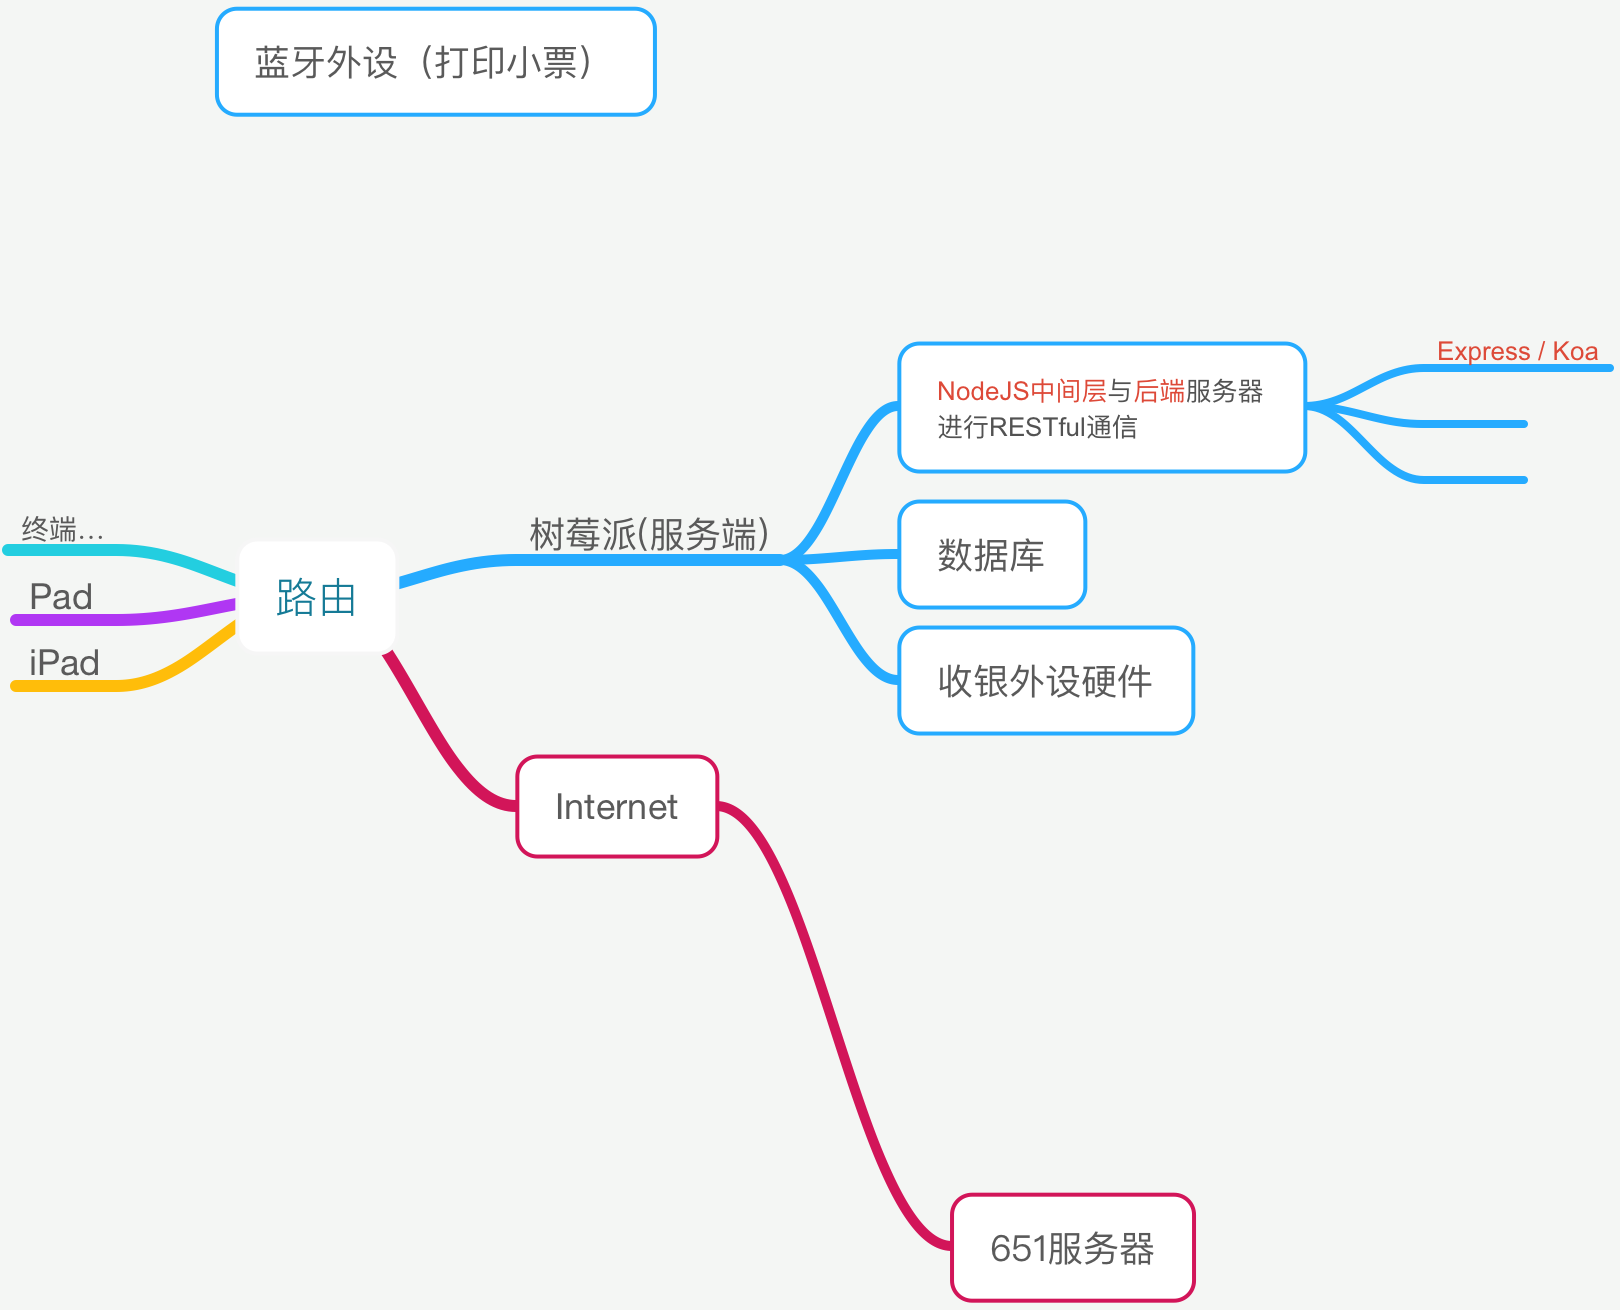 蓝牙外设（打印小票）
Express / Koa
NodeJS中间层与后端服务器
进行RESTful通信
终端...
树莓派(服务端)
数据库
Pad
路由
iPad
收银外设硬件
Internet
651服务器